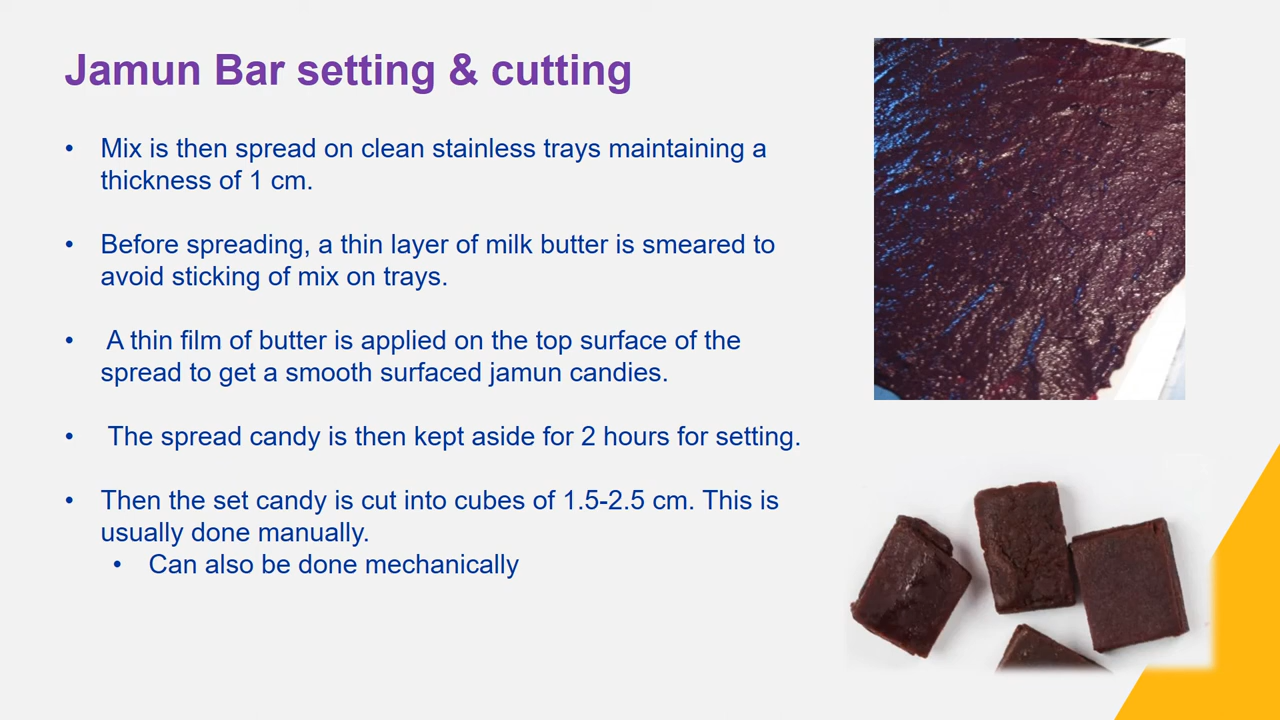 Jamun Bar setting & cutting
• Mix is then spread on clean stainless trays maintaining a
thickness of 1 cm.
• Before spreading, a thin layer of milk butter is smeared to
avoid sticking of mix on trays.
• A thin film of butter is applied on the top surface of the
spread to get a smooth surfaced jamun candies.
• The spread candy is then kept aside for 2 hours for setting.
• Then the set candy is cut into cubes of 1.5-2.5 cm. This is
usually done manually.
• Can also be done mechanically